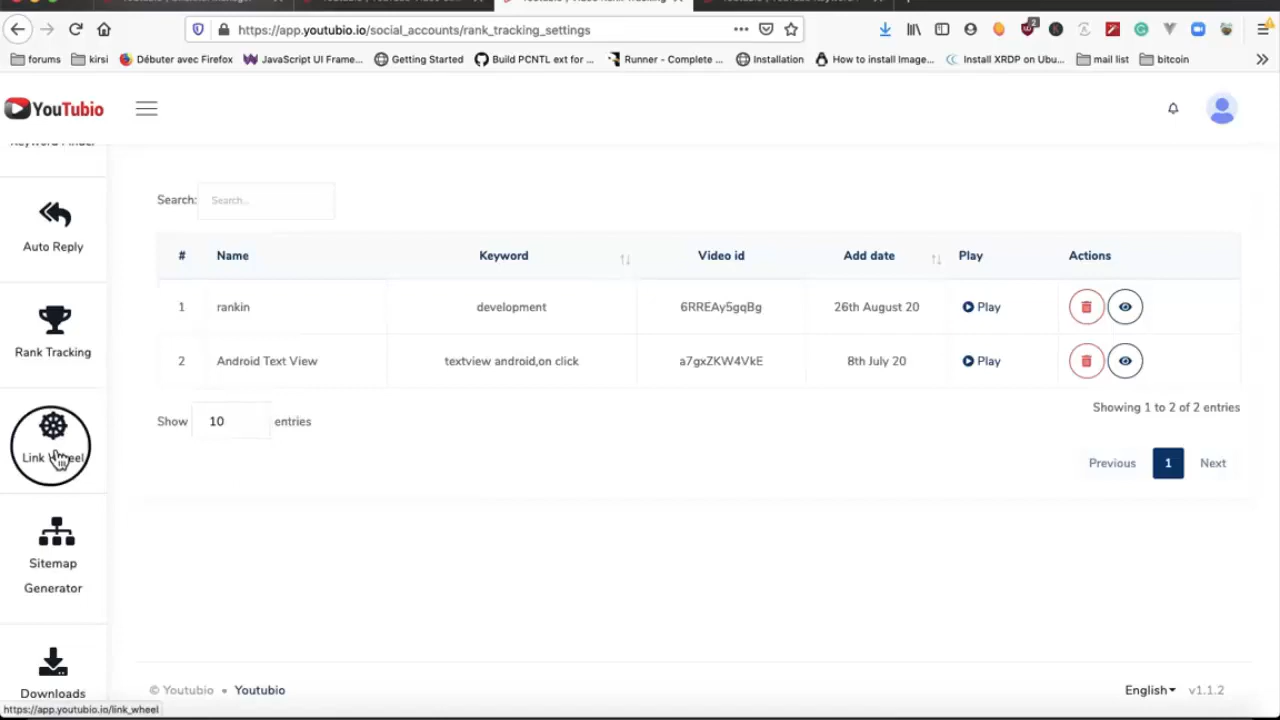 https://app.youtubio.io/social_accounts/rank_tracking_settings
2
forums kirsi Débuter avec Firefox JavaScript UI Frame... Getting Started Build PCNTL ext for ... Runner - Complete ... Installation How to install Image... Install XRDP on Ubu... mail list bitcoin
YouTubio
Keyword Finder
Auto Reply
Rank Tracking
Link Wheel
Sitemap
Generator
Downloads
Search: Search...
# Name Keyword Video id Add date Play Actions
1 rankin development 6RREAy5gqBg 26th August 20 Play
2 Android Text View textview android,on click a7gxZKW4VkE 8th July 20 Play
Show 10 entries
Showing 1 to 2 of 2 entries
Previous 1 Next
© Youtubio • Youtubio
English v1.1.2
https://app.youtubio.io/link_wheel